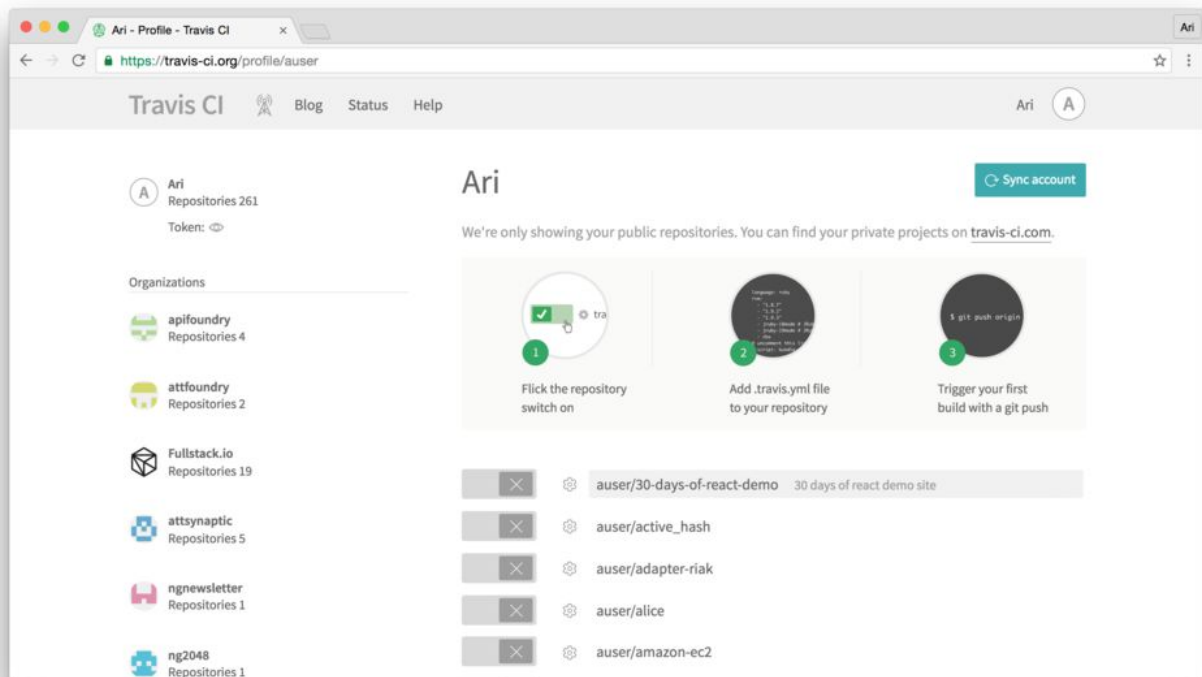 Ari - Profile - Travis CI
Ari
https://travis-ci.org/profile/auser
Travis CI Blog Status Help Ari A
A
Ari
Repositories 261
Token:
Organizations
apifoundry
Repositories 4
attfoundry
Repositories 2
Fullstack.io
Repositories 19
attsynaptic
Repositories 5
ngnewsletter
Repositories 1
ng2048
Repositories 1
Ari
Sync account
We're only showing your public repositories. You can find your private projects on travis-ci.com.
tra
1
Flick the repository
switch on
language: ruby
2
Add .travis.yml file
to your repository
$ git push origin
3
Trigger your first
build with a git push
auser/30-days-of-react-demo 30 days of react demo site
auser/active_hash
auser/adapter-riak
auser/alice
auser/amazon-ec2